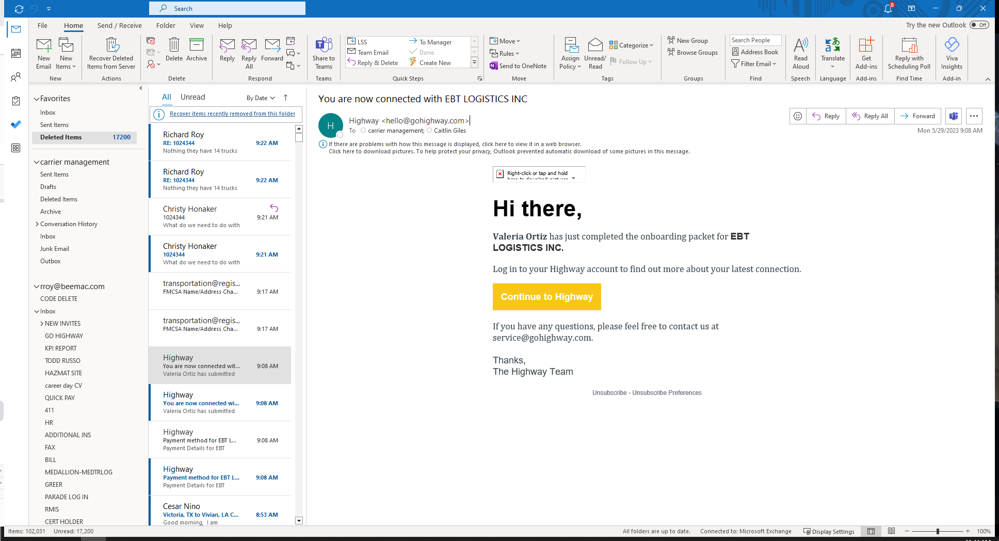 Search
8
File Home Send / Receive Folder View Help
Try the new Outlook Off
New Email
New Items
New
Recover Deleted Items from Server
Actions
Delete
Archive
Delete
Reply
Reply All
Forward
Respond
Share to Teams
Teams
LSS
Team Email
Reply & Delete
To Manager
Done
Create New
Quick Steps
Move
Rules
Send to OneNote
Move
Assign Policy
Unread/ Read
Categorize
Follow Up
Tags
New Group
Browse Groups
Groups
Search People
Address Book
Filter Email
Find
Read Aloud
Speech
Translate
Language
Get Add-ins
Add-ins
Reply with Scheduling Poll
Find Time
Viva Insights
Add-in
Favorites
Inbox
Sent Items
Deleted Items 17200
carrier management
Sent Items
Drafts
Deleted Items
Archive
Conversation History
Inbox
Junk Email
Outbox
rroy@beemac.com
CODE DELETE
Inbox
NEW INVITES
GO HIGHWAY
KPI REPORT
TODD RUSSO
HAZMAT SITE
career day CV
QUICK PAY
411
HR
ADDITIONAL INS
FAX
BILL
MEDALLION-MEDTRLOG
GREER
PARADE LOG IN
RMIS
CERT HOLDER
All Unread By Date
Recover items recently removed from this folder
Richard Roy
RE: 1024344 9:22 AM
Nothing they have 14 trucks
Richard Roy
RE: 1024344 9:22 AM
Nothing they have 14 trucks
Christy Honaker
1024344 9:21 AM
What do we need to do with
Christy Honaker
1024344 9:21 AM
What do we need to do with
transportation@regis...
FMCSA Name/Address Cha... 9:17 AM
transportation@regis...
FMCSA Name/Address Cha... 9:17 AM
Highway
You are now connected wit... 9:08 AM
Valeria Ortiz has submitted
Highway
You are now connected wi... 9:08 AM
Valeria Ortiz has submitted
Highway
Payment method for EBT L... 9:08 AM
Payment Details for EBT
Highway
Payment method for EBT L... 9:08 AM
Payment Details for EBT
Cesar Nino
Victoria, TX to Vivian, LA C... 8:53 AM
Good morning, I am
You are now connected with EBT LOGISTICS INC
H
Highway <hello@gohighway.com>
To carrier management; Caitlin Giles
Reply Reply All Forward
Mon 5/29/2023 9:08 AM
If there are problems with how this message is displayed, click here to view it in a web browser.
Click here to download pictures. To help protect your privacy, Outlook prevented automatic download of some pictures in this message.
Right-click or tap and hold
here to download pictures. T
Hi there,
Valeria Ortiz has just completed the onboarding packet for EBT
LOGISTICS INC.
Log in to your Highway account to find out more about your latest connection.
Continue to Highway
If you have any questions, please feel free to contact us at
service@gohighway.com.
Thanks,
The Highway Team
Unsubscribe - Unsubscribe Preferences
Items: 102,031 Unread: 17,200
All folders are up to date. Connected to: Microsoft Exchange Display Settings 100%